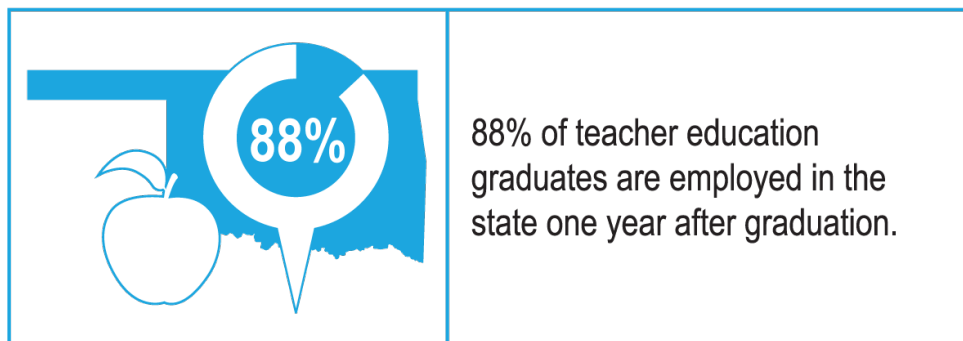 88%
88% of teacher education
graduates are employed in the
state one year after graduation.